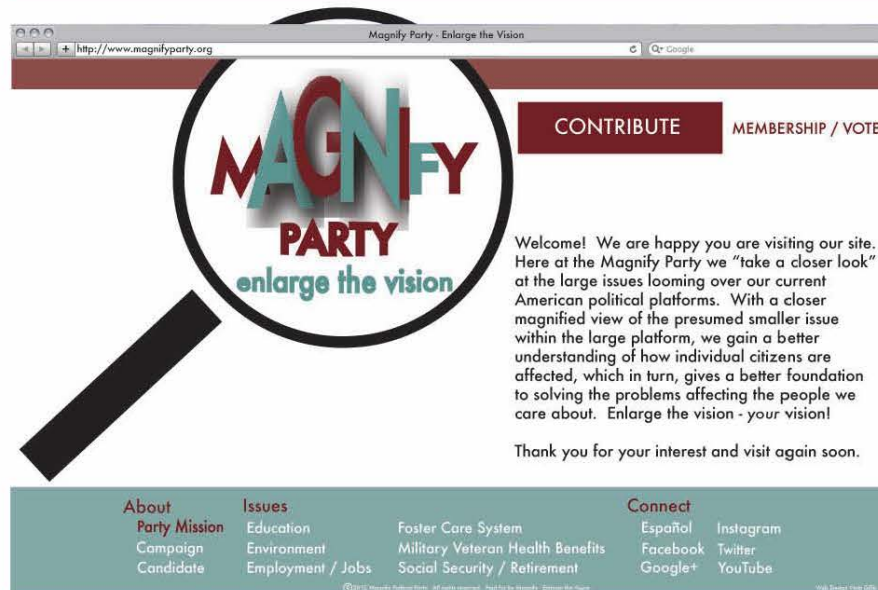 Magnify Party - Enlarge the Vision
http://www.magnifyparty.org
Google
MAGNIFY
PARTY
enlarge the vision
CONTRIBUTE
MEMBERSHIP / VOTE
Welcome! We are happy you are visiting our site.
Here at the Magnify Party we "take a closer look"
at the large issues looming over our current
American political platforms. With a closer
magnified view of the presumed smaller issue
within the large platform, we gain a better
understanding of how individual citizens are
affected, which in turn, gives a better foundation
to solving the problems affecting the people we
care about. Enlarge the vision - your vision!
Thank you for your interest and visit again soon.
About
Party Mission
Campaign
Candidate
Issues
Education
Environment
Employment / Jobs
Foster Care System
Military Veteran Health Benefits
Social Security / Retirement
Connect
Español
Facebook
Google+
Instagram
Twitter
YouTube